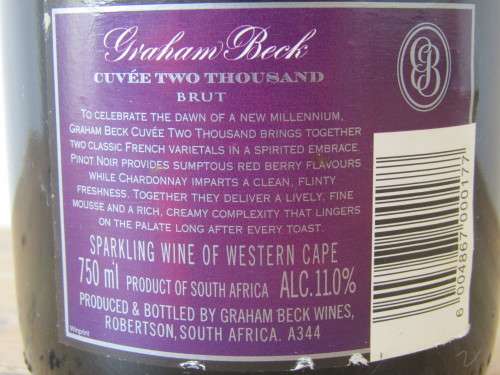 Graham Beck
CUVÉE TWO THOUSAND
BRUT
GB
TO CELEBRATE THE DAWN OF A NEW MILLENNIUM,
GRAHAM BECK CUVÉE TWO THOUSAND BRINGS TOGETHER
TWO CLASSIC FRENCH VARIETALS IN A SPIRITED EMBRACE.
PINOT NOIR PROVIDES SUMPTOUS RED BERRY FLAVOURS
WHILE CHARDONNAY IMPARTS A CLEAN, FLINTY
FRESHNESS. TOGETHER THEY DELIVER A LIVELY, FINE
MOUSSE AND A RICH, CREAMY COMPLEXITY THAT LINGERS
ON THE PALATE LONG AFTER EVERY TOAST.
SPARKLING WINE OF WESTERN CAPE
750 ml PRODUCT OF SOUTH AFRICA ALC.11.0%
PRODUCED & BOTTLED BY GRAHAM BECK WINES,
ROBERTSON, SOUTH AFRICA. A344
Winprint
6 004867 000177